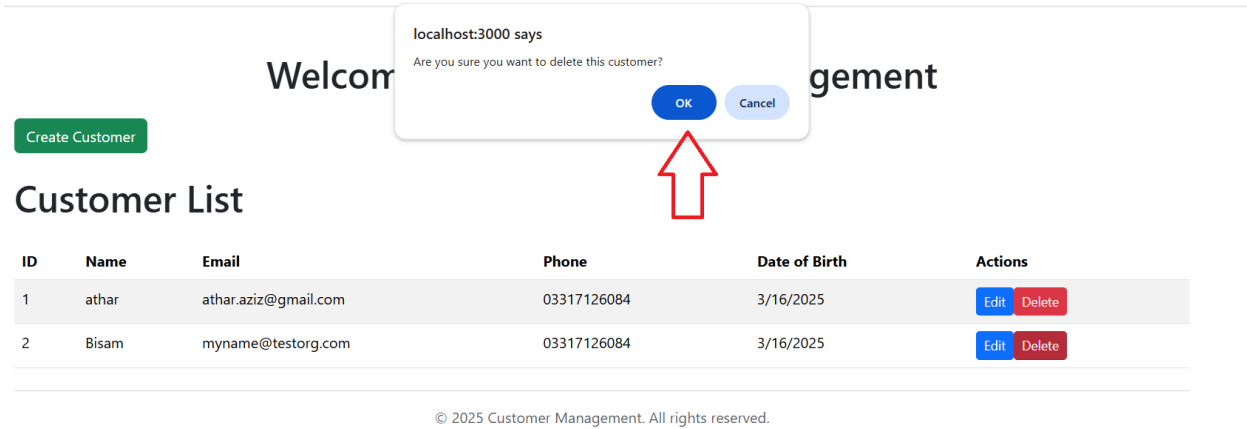 localhost:3000 says
Are you sure you want to delete this customer?
OK Cancel
Welcom gement
Create Customer
Customer List
ID Name Email Phone Date of Birth Actions
1 athar athar.aziz@gmail.com 03317126084 3/16/2025 Edit Delete
2 Bisam myname@testorg.com 03317126084 3/16/2025 Edit Delete
© 2025 Customer Management. All rights reserved.